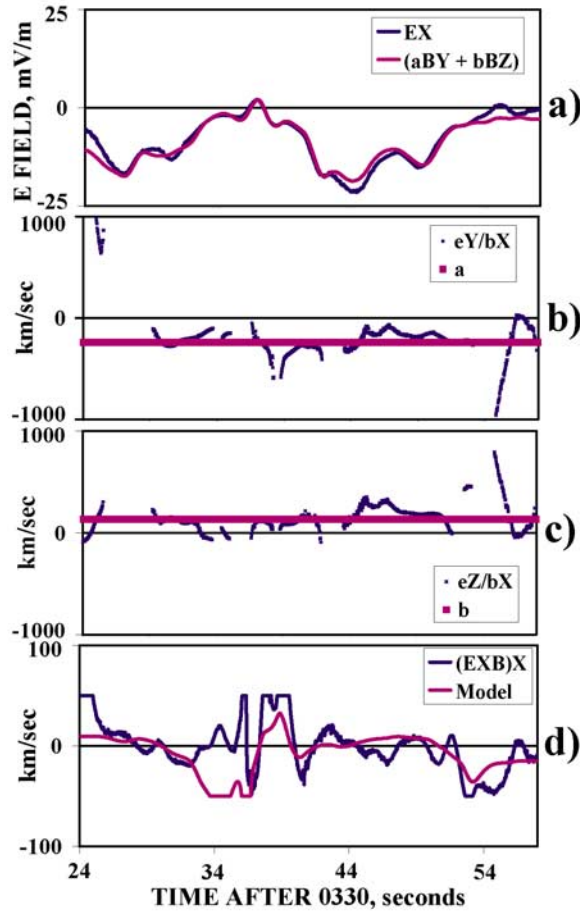 25
EX
(aBY + bBZ)
0
a)
E FIELD, mV/m
-25
1000
eY/bX
a
0
b)
km/sec
-1000
1000
eZ/bX
b
0
c)
km/sec
-1000
100
(EXB)X
Model
0
d)
km/sec
-100
24 34 44 54
TIME AFTER 0330, seconds